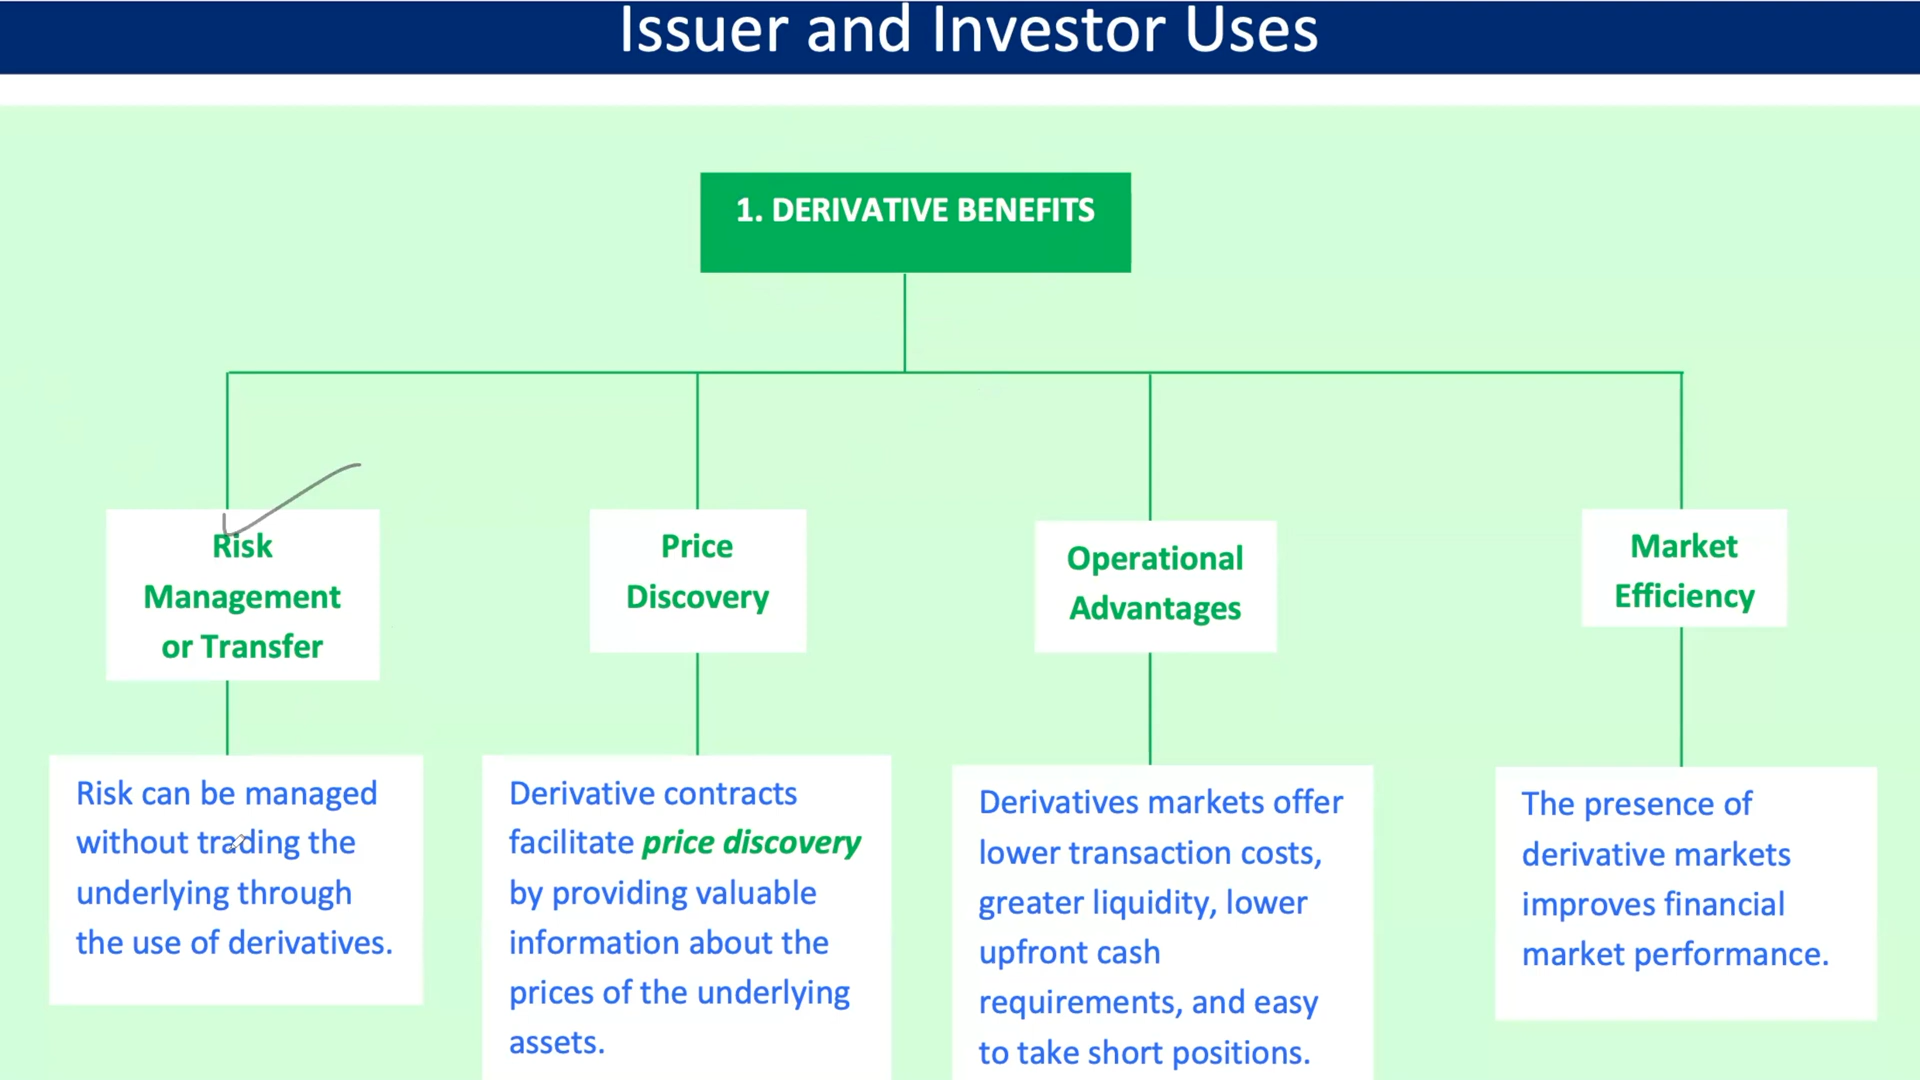 Issuer and Investor Uses
1. DERIVATIVE BENEFITS
Risk
Management
or Transfer
Price
Discovery
Operational
Advantages
Market
Efficiency
Risk can be managed
without trading the
underlying through
the use of derivatives.
Derivative contracts
facilitate price discovery
by providing valuable
information about the
prices of the underlying
assets.
Derivatives markets offer
lower transaction costs,
greater liquidity, lower
upfront cash
requirements, and easy
to take short positions.
The presence of
derivative markets
improves financial
market performance.